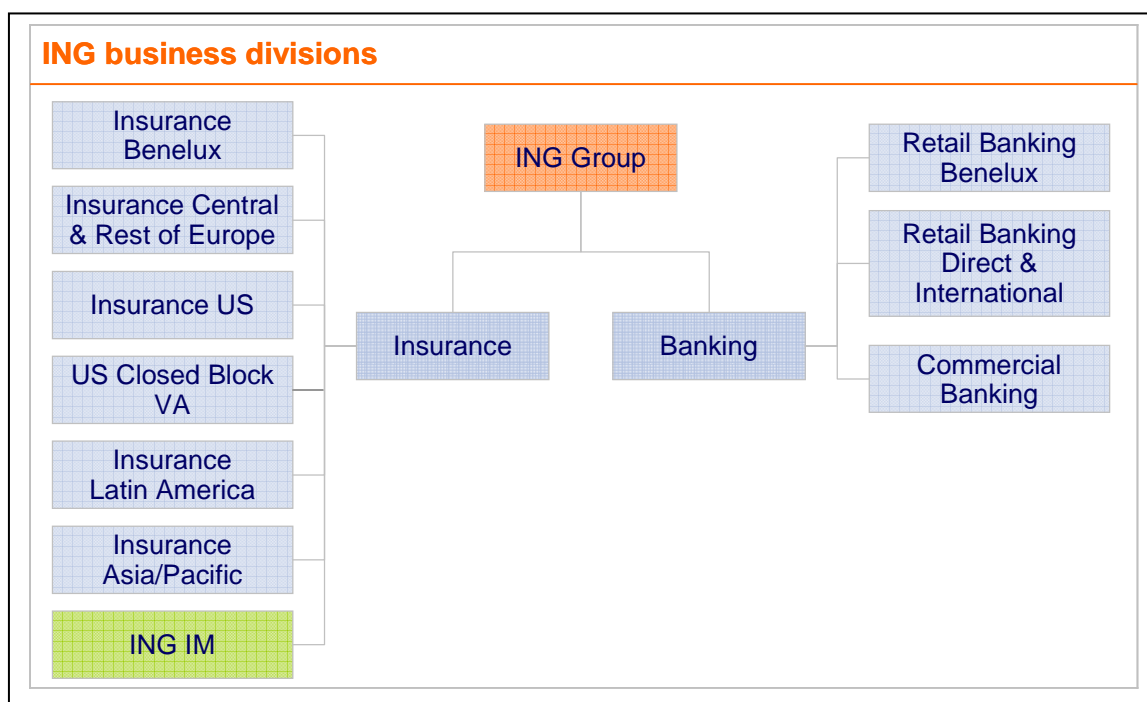 ING business divisions
Insurance
Benelux
Insurance Central
& Rest of Europe
Insurance US
US Closed Block
VA
Insurance
Latin America
Insurance
Asia/Pacific
ING IM
ING Group
Insurance
Banking
Retail Banking
Benelux
Retail Banking
Direct &
International
Commercial
Banking